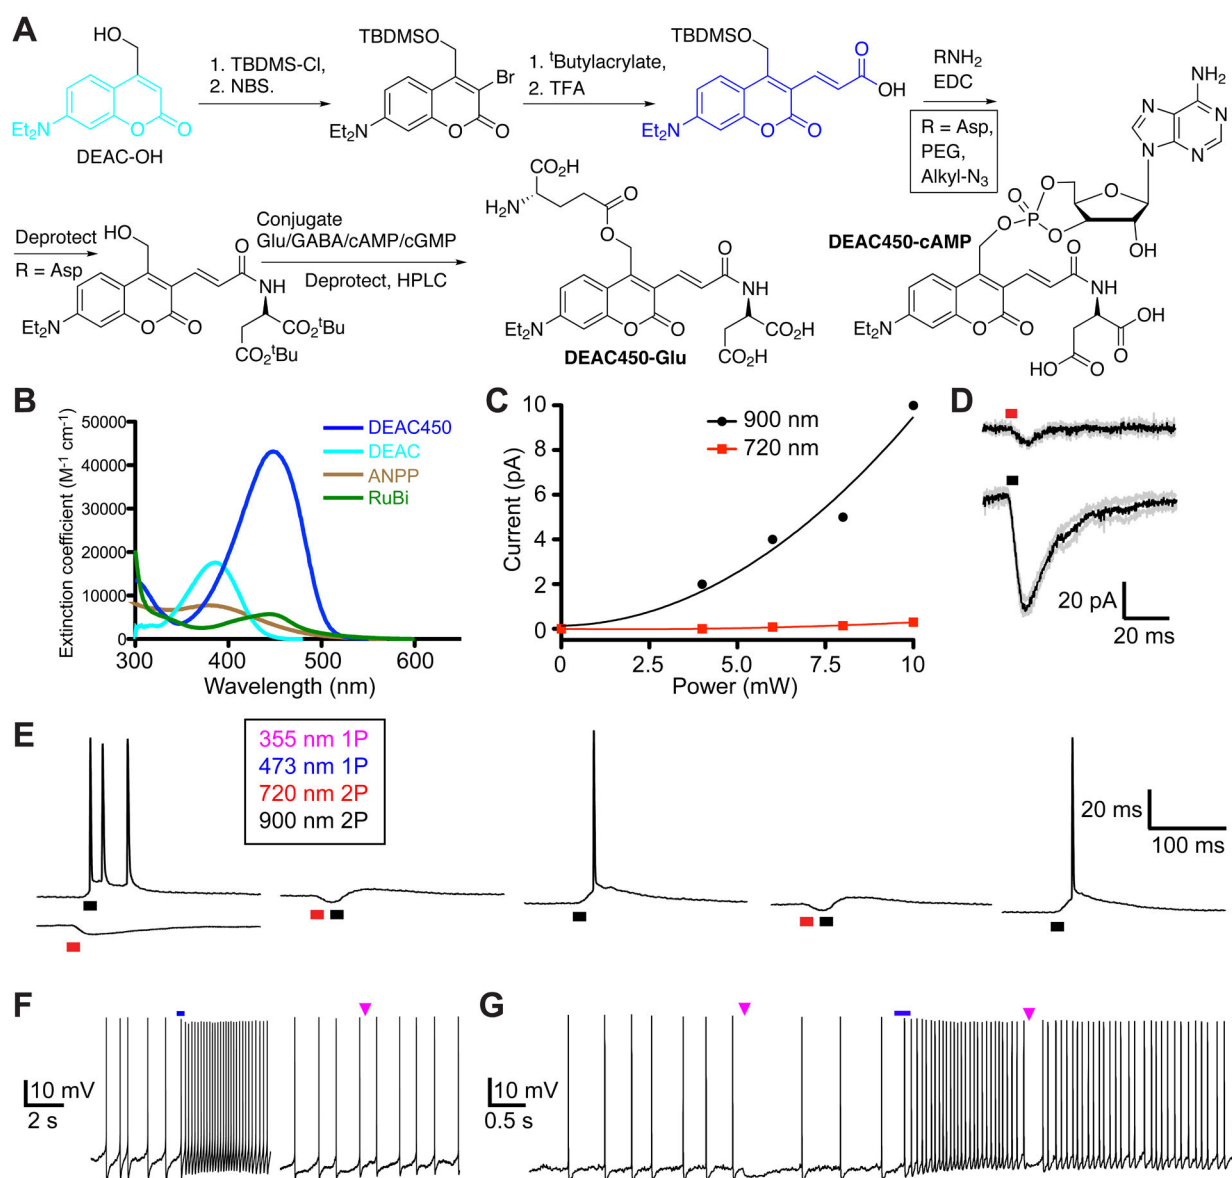 A
HO
DEAC-OH
Et2N
O
O
1. TBDMS-Cl,
2. NBS.
TBDMSO
Br
Et2N
O
O
1. tButylacrylate,
2. TFA
TBDMSO
O
OH
Et2N
O
O
RNH2
EDC
R = Asp,
PEG,
Alkyl-N3
NH2
N
N
N
N
Deprotect
R = Asp
HO
O
NH
Et2N
O
O
CO2tBu
CO2tBu
Conjugate
Glu/GABA/cAMP/cGMP
Deprotect, HPLC
CO2H
H2N
O
O
O
NH
Et2N
O
O
CO2H
CO2H
DEAC450-Glu
DEAC450-cAMP
O
O
P
O
O
O
OH
O
NH
Et2N
O
O
OH
O
HO
O
B
Extinction coefficient (M-1 cm-1)
50000
40000
30000
20000
10000
0
300
400
500
600
Wavelength (nm)
DEAC450
DEAC
ANPP
RuBi
C
Current (pA)
10
8
6
4
2
0
0
2.5
5.0
7.5
10
Power (mW)
900 nm
720 nm
D
20 pA
20 ms
E
355 nm 1P
473 nm 1P
720 nm 2P
900 nm 2P
20 ms
100 ms
F
10 mV
2 s
G
10 mV
0.5 s